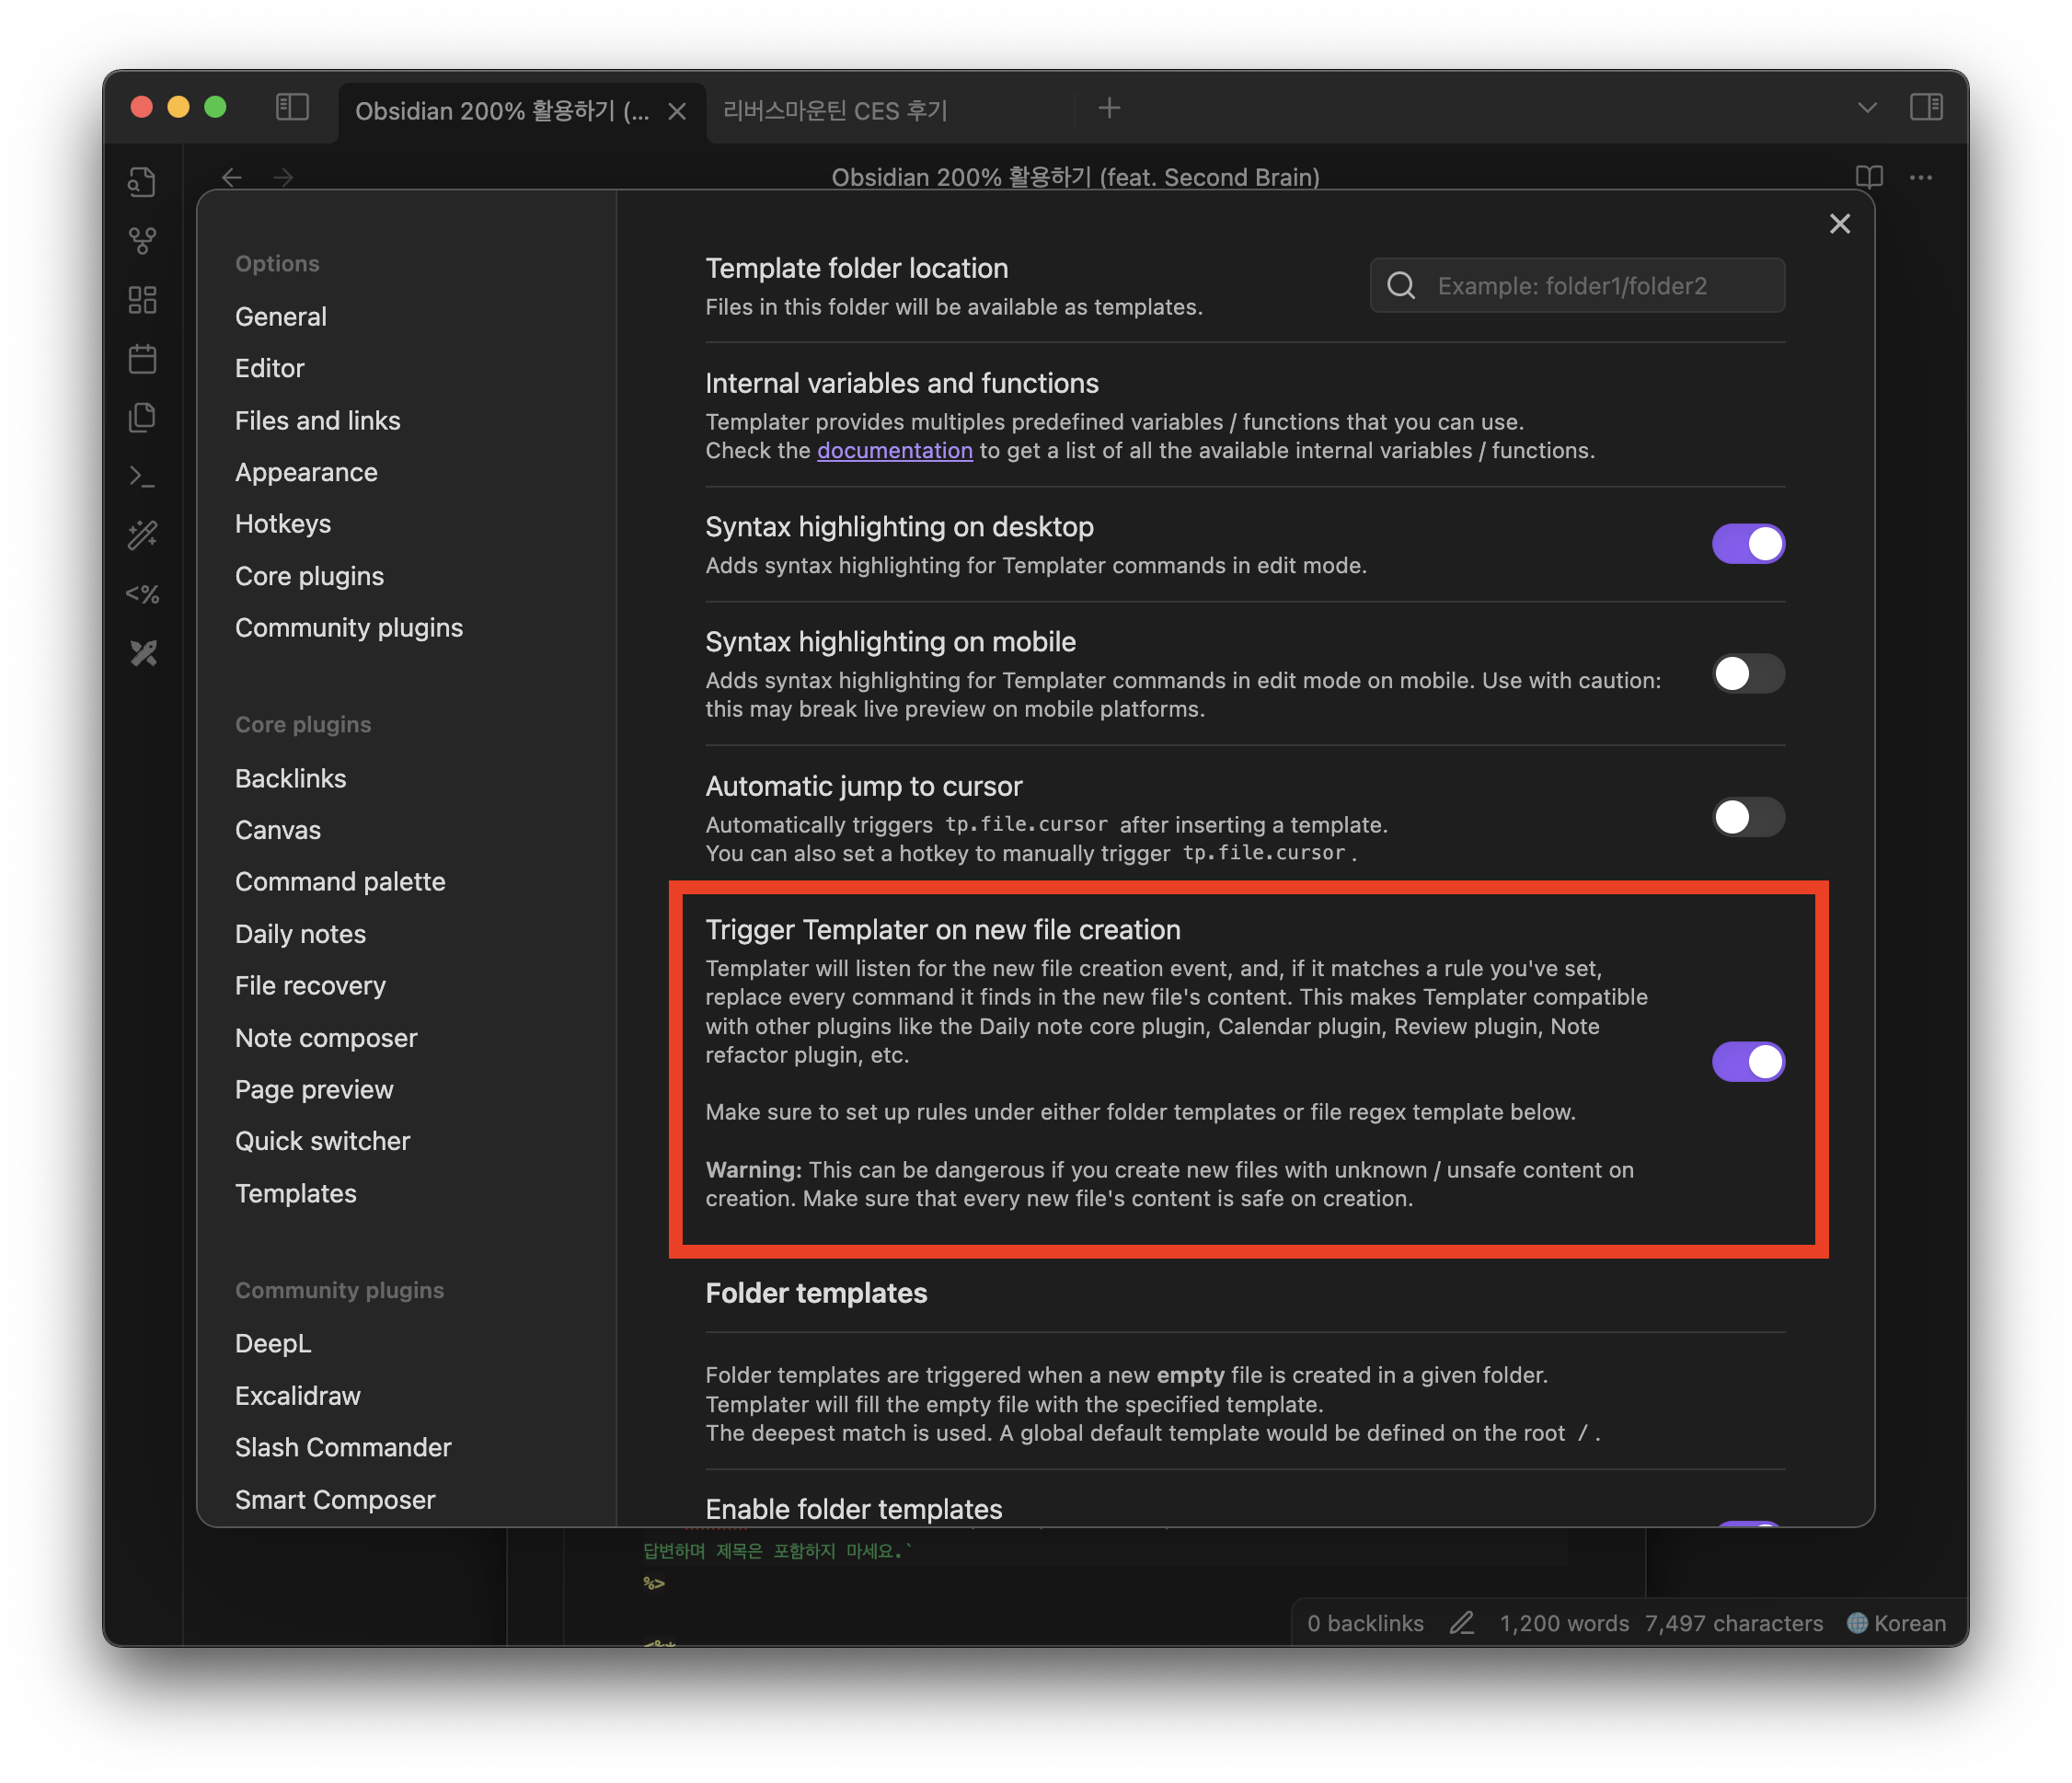 Obsidian 200% 활용하기 (...
리버스마운틴 CES 후기
Obsidian 200% 활용하기 (feat. Second Brain)
<%
Options
General
Editor
Files and links
Appearance
Hotkeys
Core plugins
Community plugins
Core plugins
Backlinks
Canvas
Command palette
Daily notes
File recovery
Note composer
Page preview
Quick switcher
Templates
Community plugins
DeepL
Excalidraw
Slash Commander
Smart Composer
Template folder location
Files in this folder will be available as templates.
Example: folder1/folder2
Internal variables and functions
Templater provides multiples predefined variables / functions that you can use.
Check the documentation to get a list of all the available internal variables / functions.
Syntax highlighting on desktop
Adds syntax highlighting for Templater commands in edit mode.
Syntax highlighting on mobile
Adds syntax highlighting for Templater commands in edit mode on mobile. Use with caution:
this may break live preview on mobile platforms.
Automatic jump to cursor
Automatically triggers tp.file.cursor after inserting a template.
You can also set a hotkey to manually trigger tp.file.cursor.
Trigger Templater on new file creation
Templater will listen for the new file creation event, and, if it matches a rule you've set,
replace every command it finds in the new file's content. This makes Templater compatible
with other plugins like the Daily note core plugin, Calendar plugin, Review plugin, Note
refactor plugin, etc.
Make sure to set up rules under either folder templates or file regex template below.
Warning: This can be dangerous if you create new files with unknown / unsafe content on
creation. Make sure that every new file's content is safe on creation.
Folder templates
Folder templates are triggered when a new empty file is created in a given folder.
Templater will fill the empty file with the specified template.
The deepest match is used. A global default template would be defined on the root /.
Enable folder templates
답변하며 제목은 포함하지 마세요.`
%>
<%*
0 backlinks
1,200 words
7,497 characters
Korean